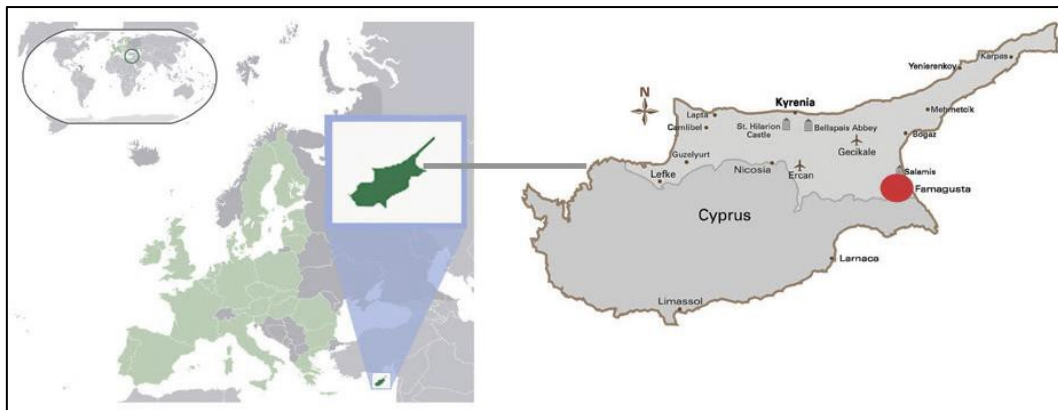 Karpas
Yenierenkoy
N
Kyrenia
Mehmetcik
Lapta
St. Hilarion
Castle
Bellapais Abbey
Camlibel
Bogaz
Gecikale
Guzelyurt
Nicosia
Ercan
Salamis
Lefke
Famagusta
Cyprus
Larnaca
Limassol